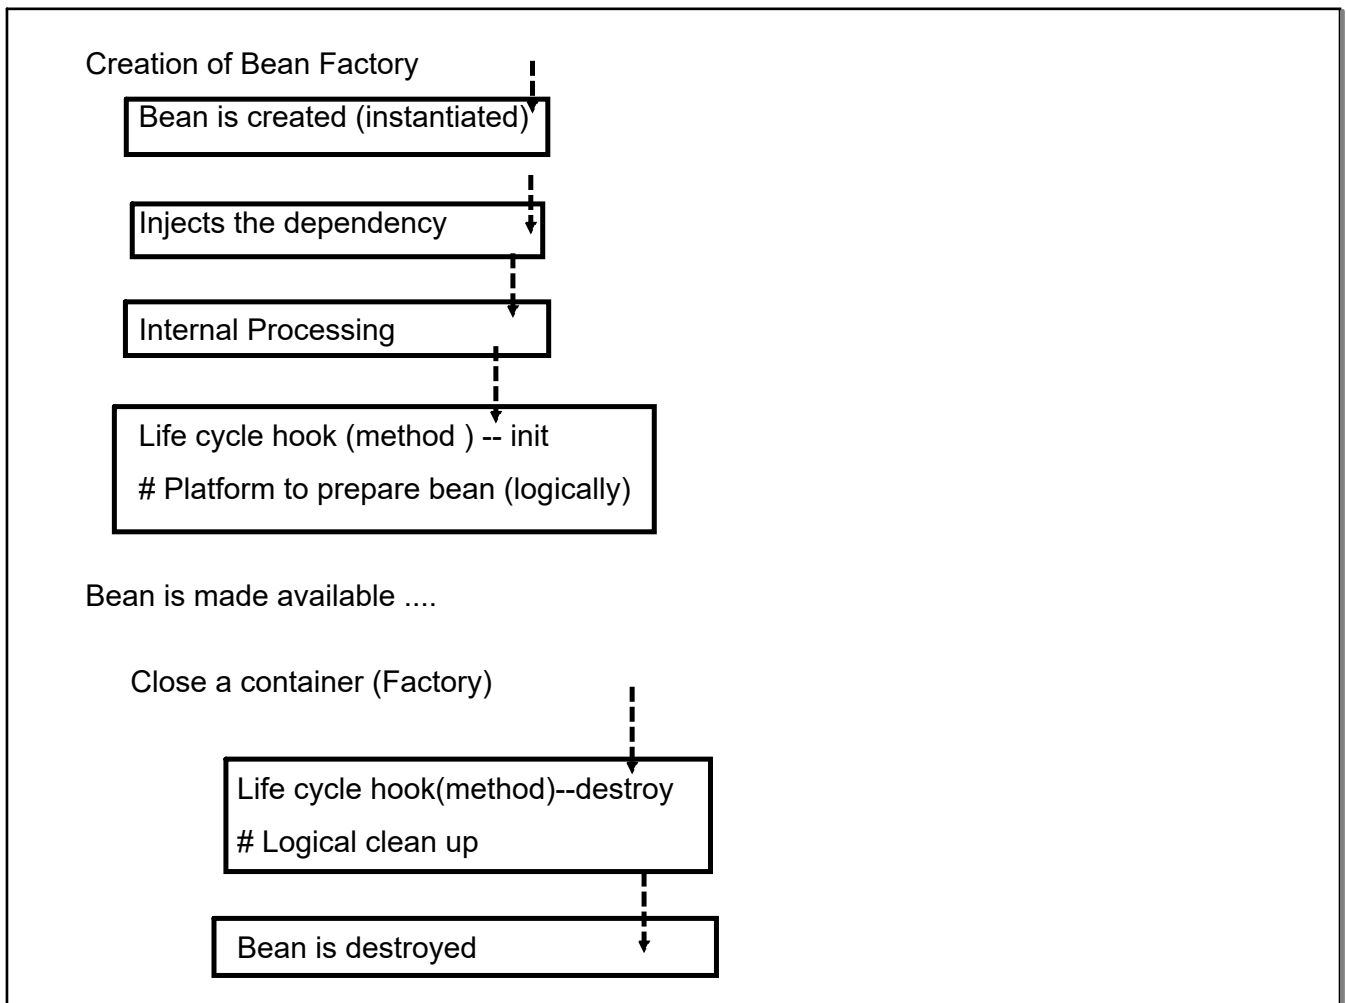 Creation of Bean Factory
Bean is created (instantiated)
Injects the dependency
Internal Processing
Life cycle hook (method ) -- init
# Platform to prepare bean (logically)
Bean is made available ....
Close a container (Factory)
Life cycle hook(method)--destroy
# Logical clean up
Bean is destroyed